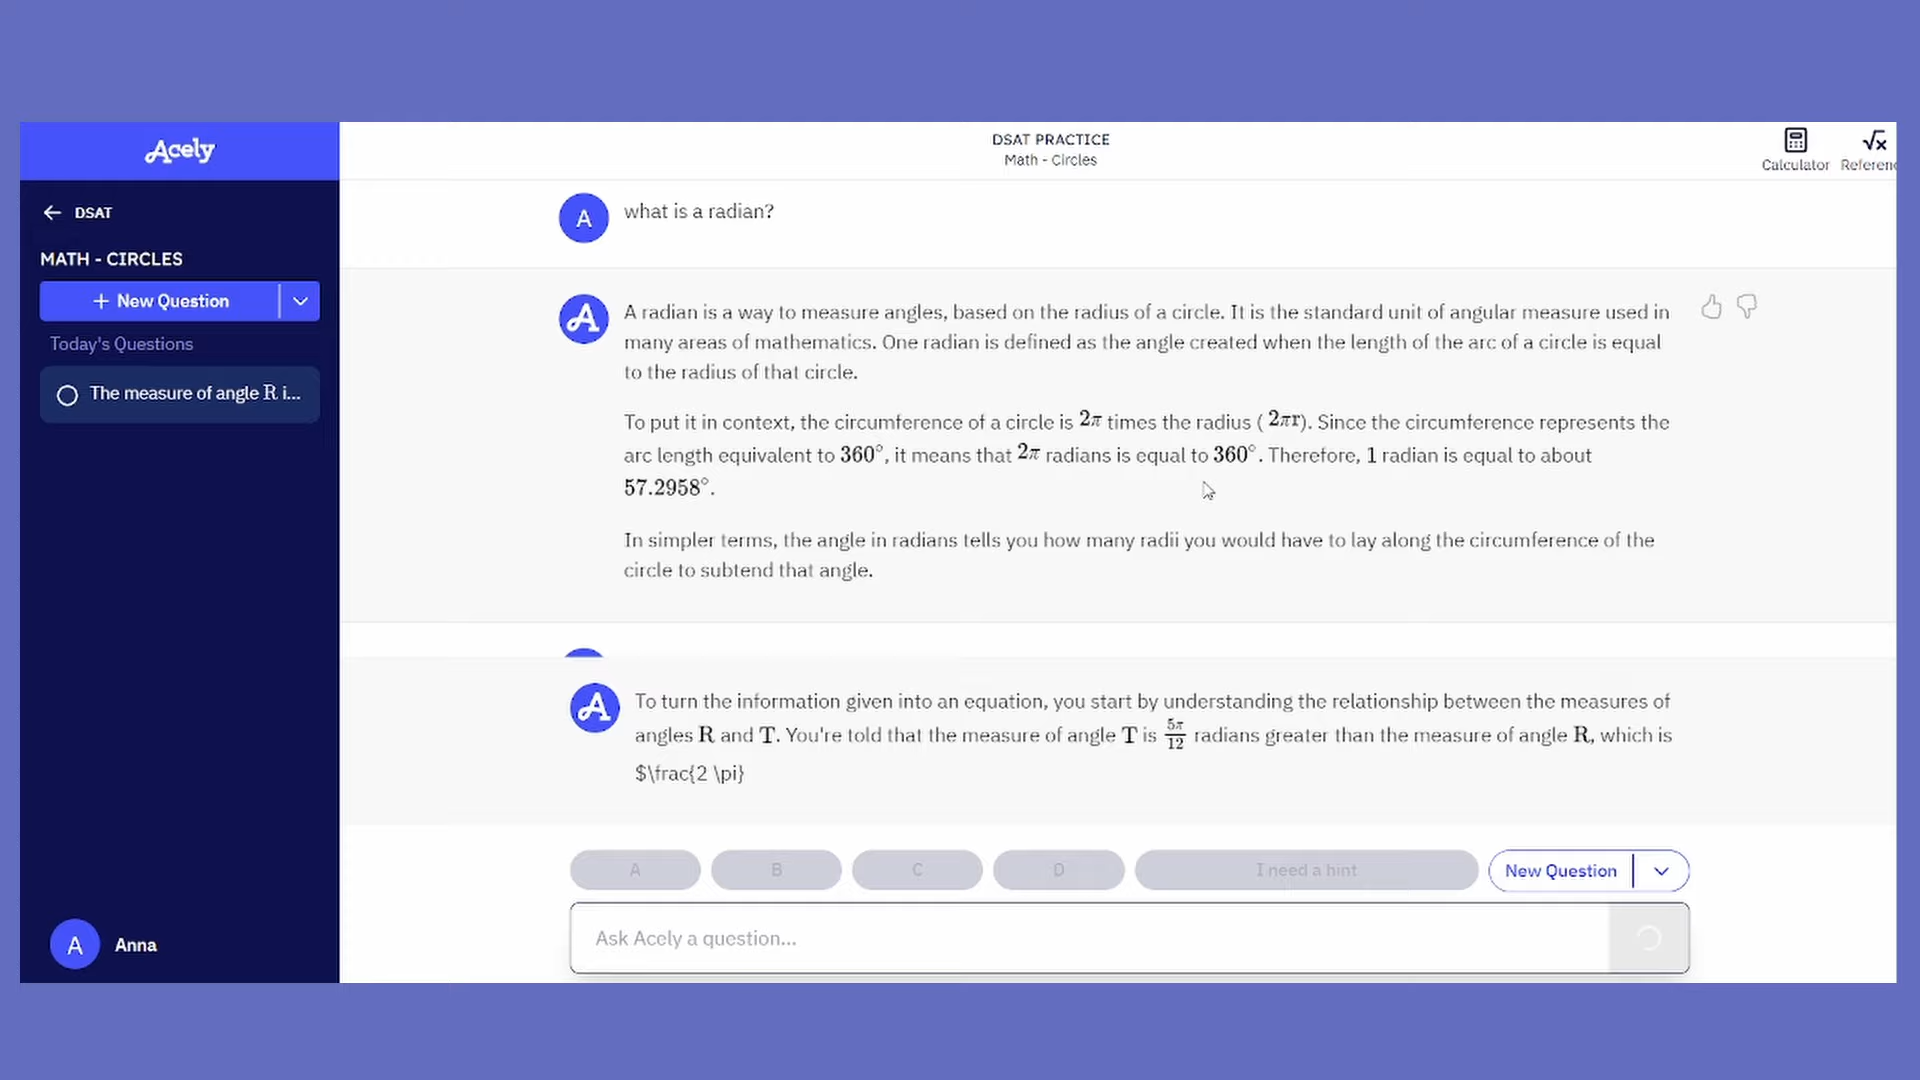 Acely
DSAT PRACTICE
Math - Circles
Calculator
Referenc
DSAT
MATH - CIRCLES
+ New Question
Today's Questions
The measure of angle R i...
A
Anna
A
what is a radian?
A
A radian is a way to measure angles, based on the radius of a circle. It is the standard unit of angular measure used in
many areas of mathematics. One radian is defined as the angle created when the length of the arc of a circle is equal
to the radius of that circle.
To put it in context, the circumference of a circle is 2π times the radius ( 2πr). Since the circumference represents the
arc length equivalent to 360°, it means that 2π radians is equal to 360°. Therefore, 1 radian is equal to about
57.2958°.
In simpler terms, the angle in radians tells you how many radii you would have to lay along the circumference of the
circle to subtend that angle.
A
To turn the information given into an equation, you start by understanding the relationship between the measures of
angles R and T. You're told that the measure of angle T is 5π/12 radians greater than the measure of angle R, which is
$\frac{2 \pi}
A
B
C
D
I need a hint
New Question
Ask Acely a question...